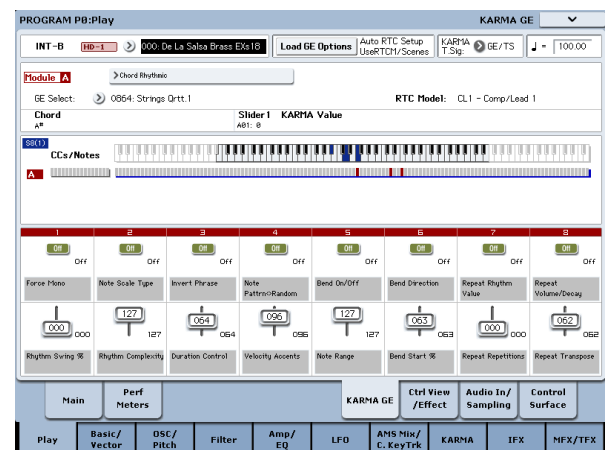 PROGRAM P8:Play KARMA GE
INT-B HD-1 000: De La Salsa Brass EXs18 Load GE Options Auto RTC Setup UseRTCM/Scenes KARMA T.Sig: GE/TS ♩= 100.00
Module A Chord Rhythmic
GE Select: 0864: Strings Qrtt.1 RTC Model: CL1 - Comp/Lead 1
Chord Slider1 KARMA Value
A# A01: 0
S8(1)
CCs/Notes
A
1 2 3 4 5 6 7 8
Off Off Off Off Off Off Off Off
Off Off Off Off Off Off Off Off
Force Mono Note Scale Type Invert Phrase Note Pattrn⇔Random Bend On/Off Bend Direction Repeat Rhythm Value Repeat Volume/Decay
000 127 064 096 127 063 000 062
000 127 064 096 127 063 000 062
Rhythm Swing % Rhythm Complexity Duration Control Velocity Accents Note Range Bend Start % Repeat Repetitions Repeat Transpose
Main Perf Meters KARMA GE Ctrl View /Effect Audio In/ Sampling Control Surface
Play Basic/ Vector OSC/ Pitch Filter Amp/ EQ LFO AMS Mix/ C.KeyTrk KARMA IFX MFX/TFX